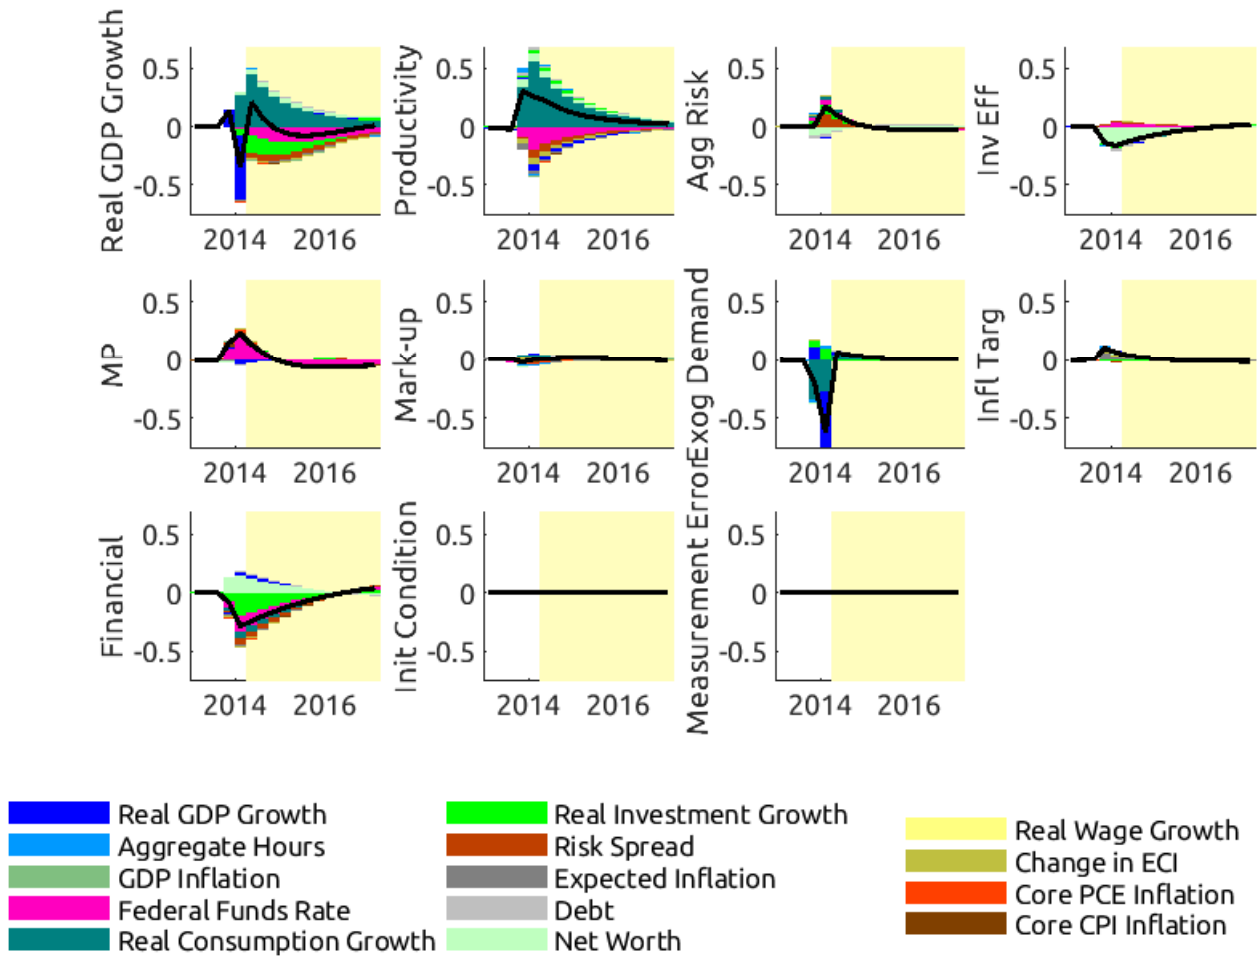 Real GDP Growth
0.5
0
-0.5
2014 2016
Productivity
0.5
0
-0.5
2014 2016
Agg Risk
0.5
0
-0.5
2014 2016
Inv Eff
0.5
0
-0.5
2014 2016
MP
0.5
0
-0.5
2014 2016
Mark-up
0.5
0
-0.5
2014 2016
Exog Demand
0.5
0
-0.5
2014 2016
Infl Targ
0.5
0
-0.5
2014 2016
Financial
0.5
0
-0.5
2014 2016
Init Condition
0.5
0
-0.5
2014 2016
Measurement Error
0.5
0
-0.5
2014 2016
Real GDP Growth
Aggregate Hours
GDP Inflation
Federal Funds Rate
Real Consumption Growth
Real Investment Growth
Risk Spread
Expected Inflation
Debt
Net Worth
Real Wage Growth
Change in ECI
Core PCE Inflation
Core CPI Inflation